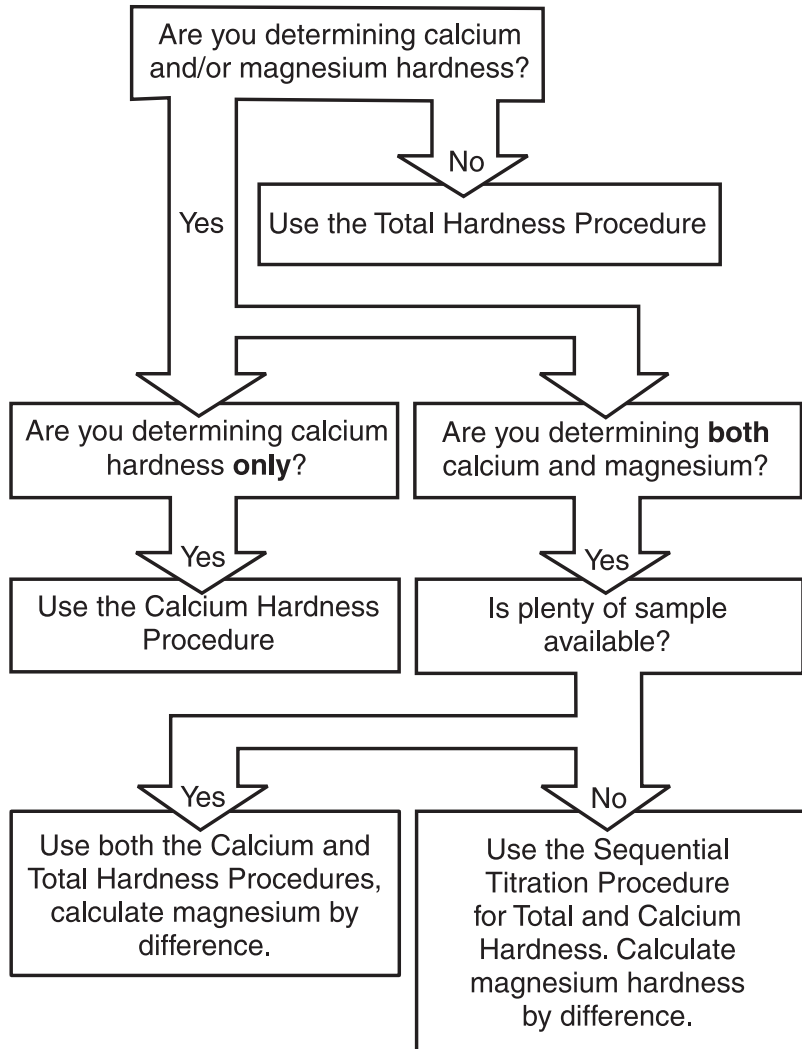 Are you determining calcium
and/or magnesium hardness?
No
Use the Total Hardness Procedure
Yes
Are you determining calcium
hardness only?
Are you determining both
calcium and magnesium?
Yes
Yes
Use the Calcium Hardness
Procedure
Is plenty of sample
available?
Yes
No
Use both the Calcium and
Total Hardness Procedures,
calculate magnesium by
difference.
Use the Sequential
Titration Procedure
for Total and Calcium
Hardness. Calculate
magnesium hardness
by difference.